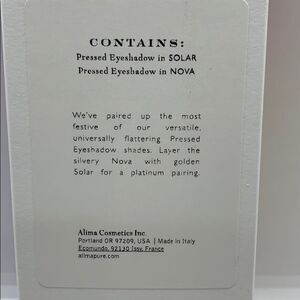 CONTAINS:
Pressed Eyeshadow in SOLAR
Pressed Eyeshadow in NOVA
We've paired up the most
festive of our versatile,
universally flattering Pressed
Eyeshadow shades. Layer the
silvery Nova with golden
Solar for a platinum pairing.
Alima Cosmetics Inc.
Portland OR 97209, USA | Made in Italy
Ecomundo, 92130 Issy, France
alimapure.com